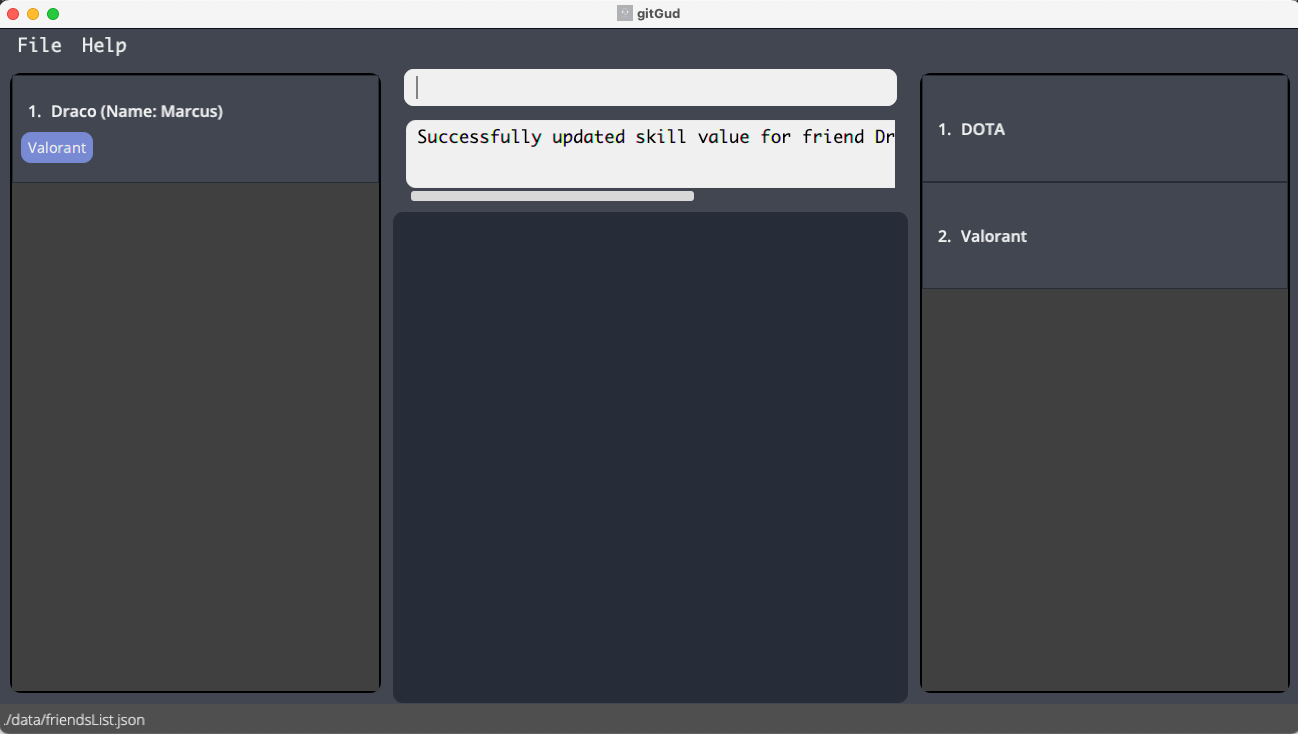 gitGud
File Help
1. Draco (Name: Marcus)
Valorant
Successfully updated skill value for friend Dr
1. DOTA
2. Valorant
./data/friendsList.json